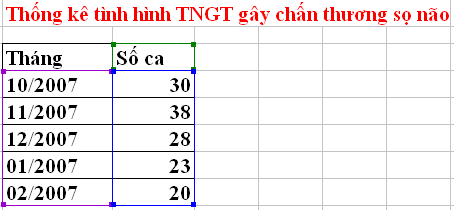 Thống kê tình hình TNGT gây chấn thương sọ não
Tháng Số ca
10/2007 30
11/2007 38
12/2007 28
01/2007 23
02/2007 20